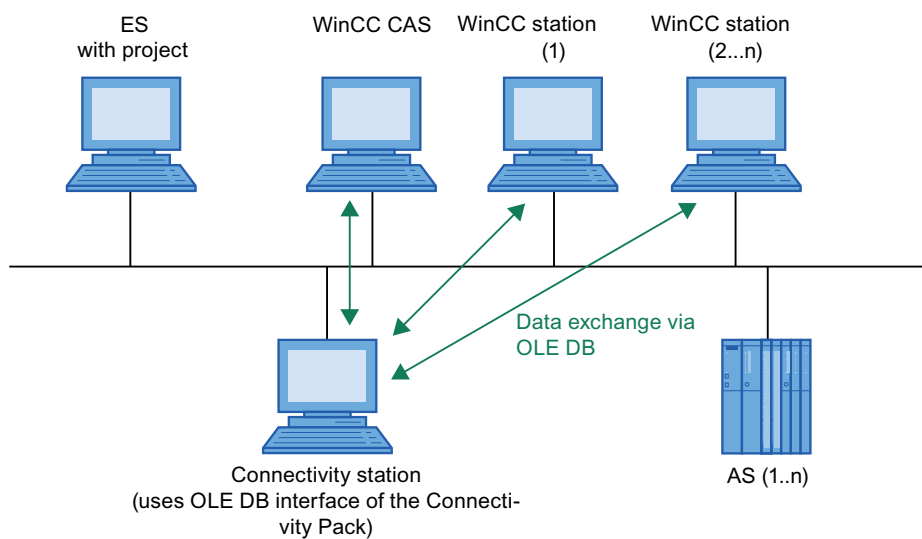 ES
with project
WinCC CAS
WinCC station
(1)
WinCC station
(2...n)
Data exchange via
OLE DB
Connectivity station
(uses OLE DB interface of the Connecti-
vity Pack)
AS (1..n)